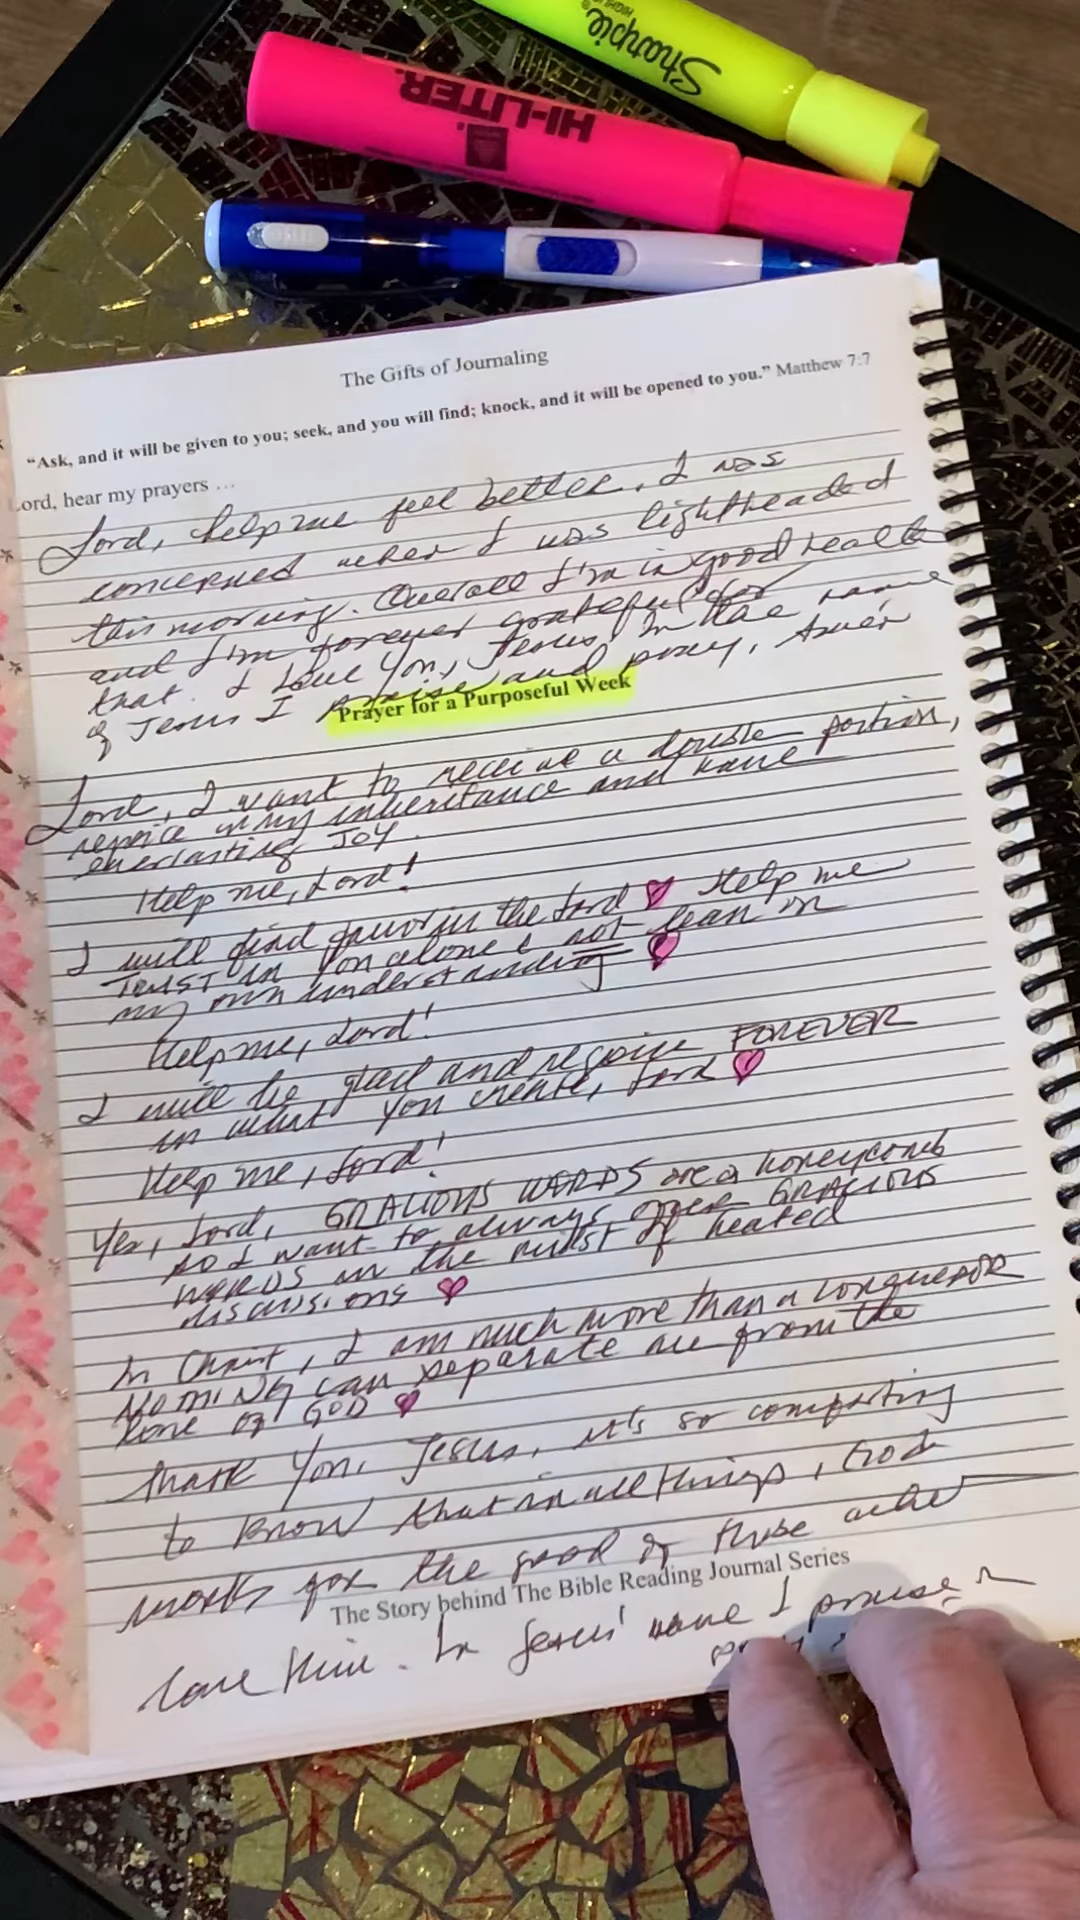 Sharpie
HI-LITER
The Gifts of Journaling
“Ask, and it will be given to you; seek, and you will find; knock, and it will be opened to you.” Matthew 7:7
Lord, hear my prayers ...
Lord, help me feel better. I was
concerned when I was lightheaded
this morning. Overall I'm in good health
and I'm forever grateful for
that. I love You, Jesus. In the name
of Jesus I praise and pray, Amen
Prayer for a Purposeful Week
Lord, I want to receive a double portion,
rejoice in my inheritance and have
everlasting JOY.
Help me, Lord!
I will find favor in the Lord Help me
TRUST in You alone & not lean on
my own understanding
Help me, Lord!
I will be glad and rejoice FOREVER
in what You create, Lord
Help me, Lord!
Yes, Lord, GRACIOUS WORDS are a honeycomb
so I want to always GRACIOUS
WORDS in the midst of heated
discussions
In Christ, I am much more than a CONQUEROR
NOTHING can separate me from the
love of GOD
Thank You, Jesus, it's so comforting
to know that in all things, God
works for the good of those who
The Story behind The Bible Reading Journal Series
love Him. In Jesus' name I praise